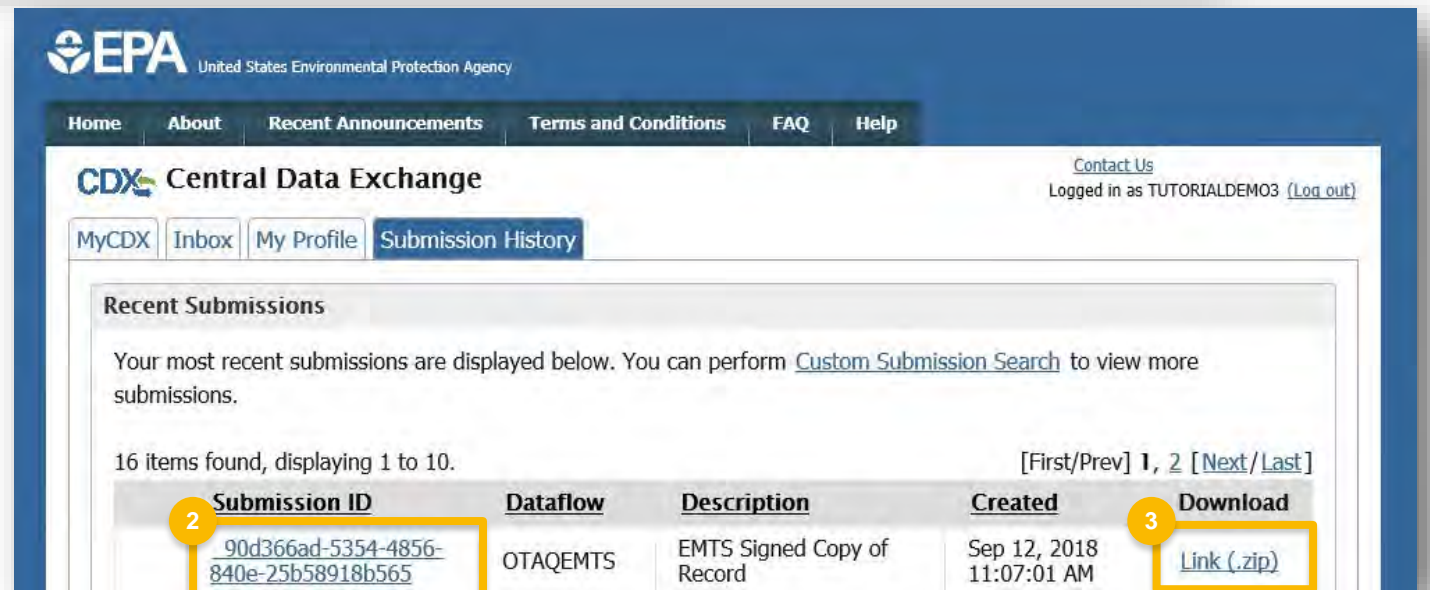 EPA United States Environmental Protection Agency
Home About Recent Announcements Terms and Conditions FAQ Help
Contact Us
CDX Central Data Exchange
Logged in as TUTORIALDEMO3 (Log out)
MyCDX Inbox My Profile Submission History
Recent Submissions
Your most recent submissions are displayed below. You can perform Custom Submission Search to view more
submissions.
16 items found, displaying 1 to 10. [First/Prev] 1, 2 [Next/Last]
Submission ID Dataflow Description Created Download
2 3
_90d366ad-5354-4856-
840e-25b58918b565
OTAQEMTS
EMTS Signed Copy of
Record
Sep 12, 2018
11:07:01 AM
Link (.zip)